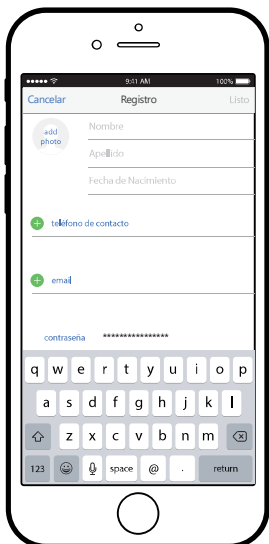 9:41 AM 100%
Cancelar Registro Listo
add
photo
Nombre
Apellido
Fecha de Nacimiento
teléfono de contacto
email
contraseña ****************
q w e r t y u i o p
a s d f g h j k l
z x c v b n m
123 space @ . return